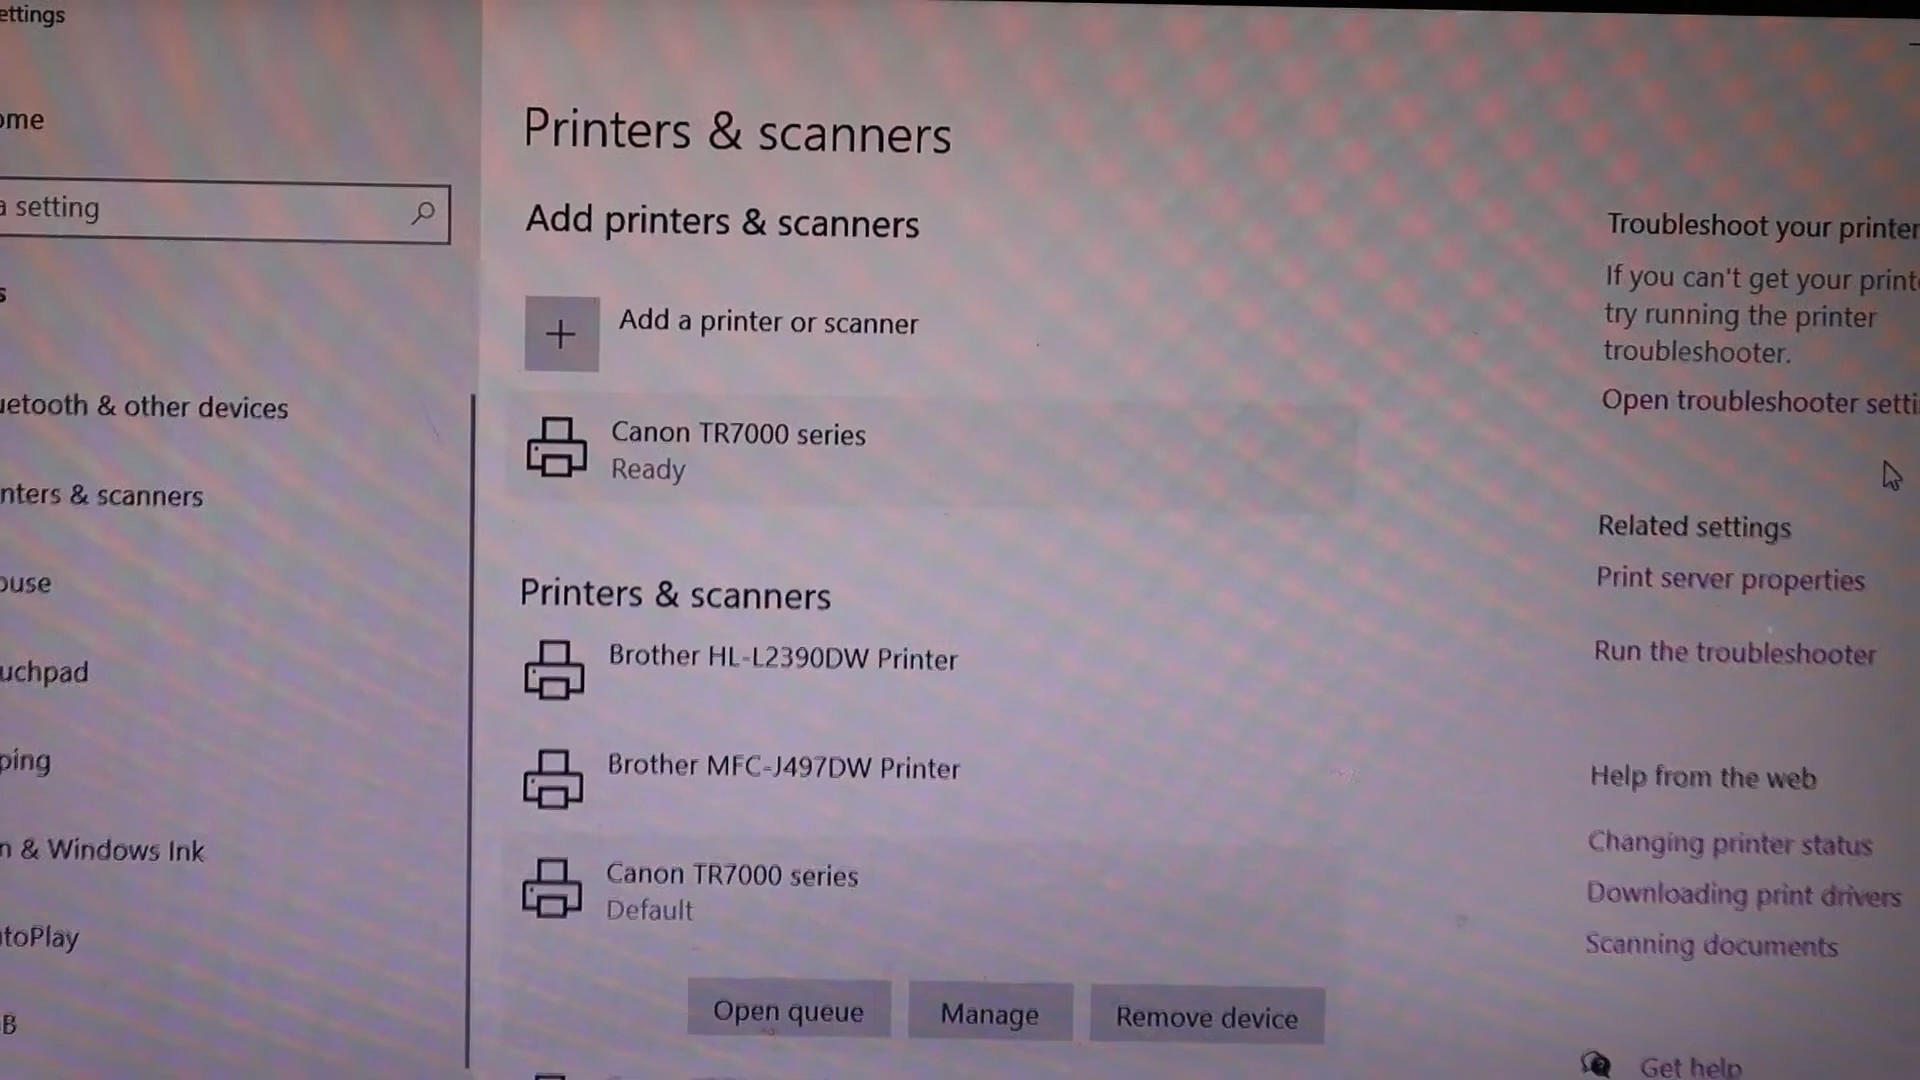 ettings
ome
a setting
s
uetooth & other devices
nters & scanners
ouse
uchpad
ping
n & Windows Ink
toPlay
B
Printers & scanners
Add printers & scanners
Add a printer or scanner
Canon TR7000 series
Ready
Printers & scanners
Brother HL-L2390DW Printer
Brother MFC-J497DW Printer
Canon TR7000 series
Default
Open queue
Manage
Remove device
Troubleshoot your printer
If you can't get your print
try running the printer
troubleshooter.
Open troubleshooter setti
Related settings
Print server properties
Run the troubleshooter
Help from the web
Changing printer status
Downloading print drivers
Scanning documents
Get help